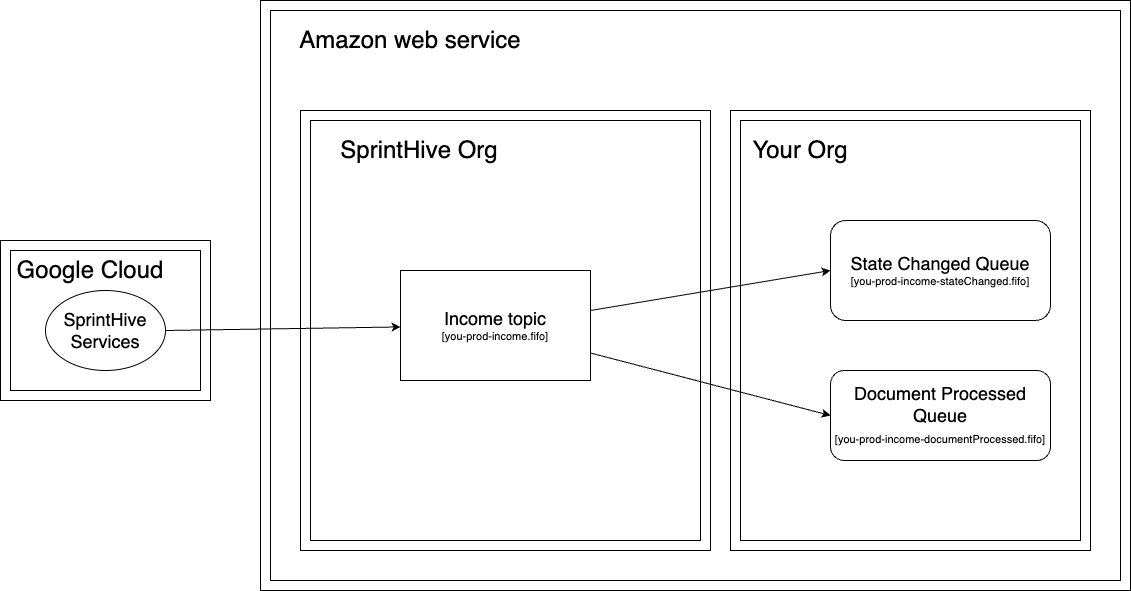 Amazon web service
SprintHive Org
Your Org
Google Cloud
SprintHive
Services
Income topic
[you-prod-income.fifo]
State Changed Queue
[you-prod-income-stateChanged.fifo]
Document Processed
Queue
[you-prod-income-documentProcessed.fifo]